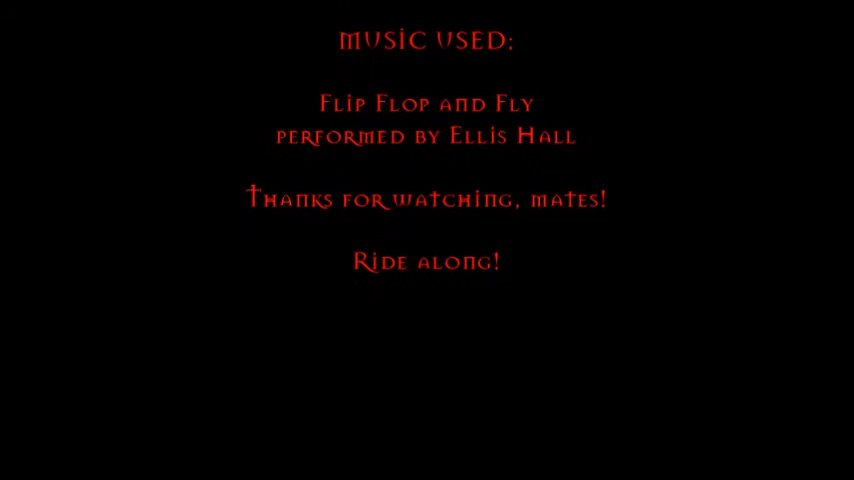 MUSIC USED:
Flip Flop and Fly
performed by Ellis Hall
Thanks for watching, mates!
Ride along!